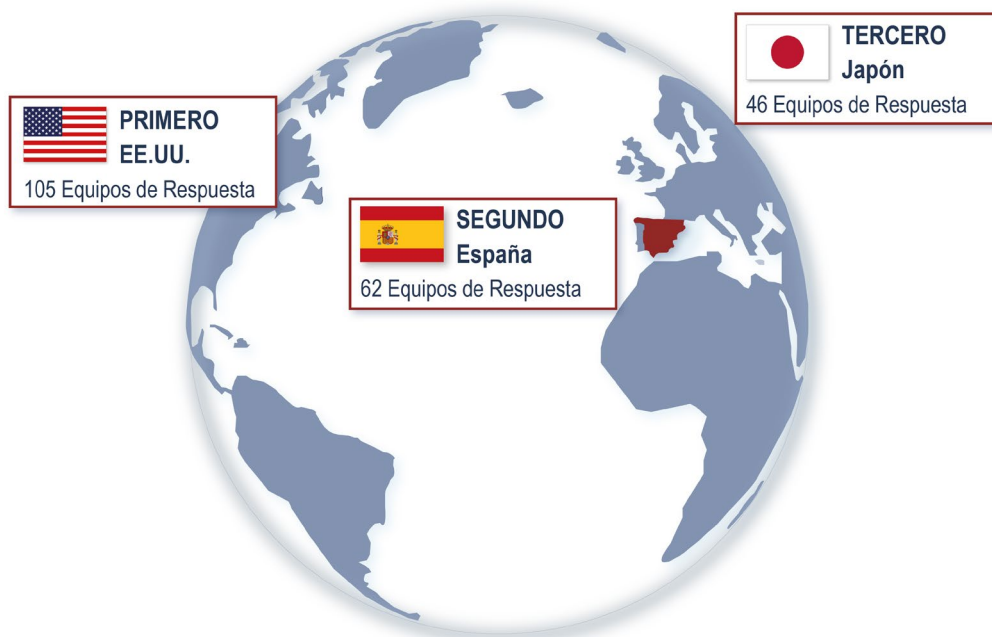 TERCERO
Japón
46 Equipos de Respuesta
PRIMERO
EE.UU.
105 Equipos de Respuesta
SEGUNDO
España
62 Equipos de Respuesta